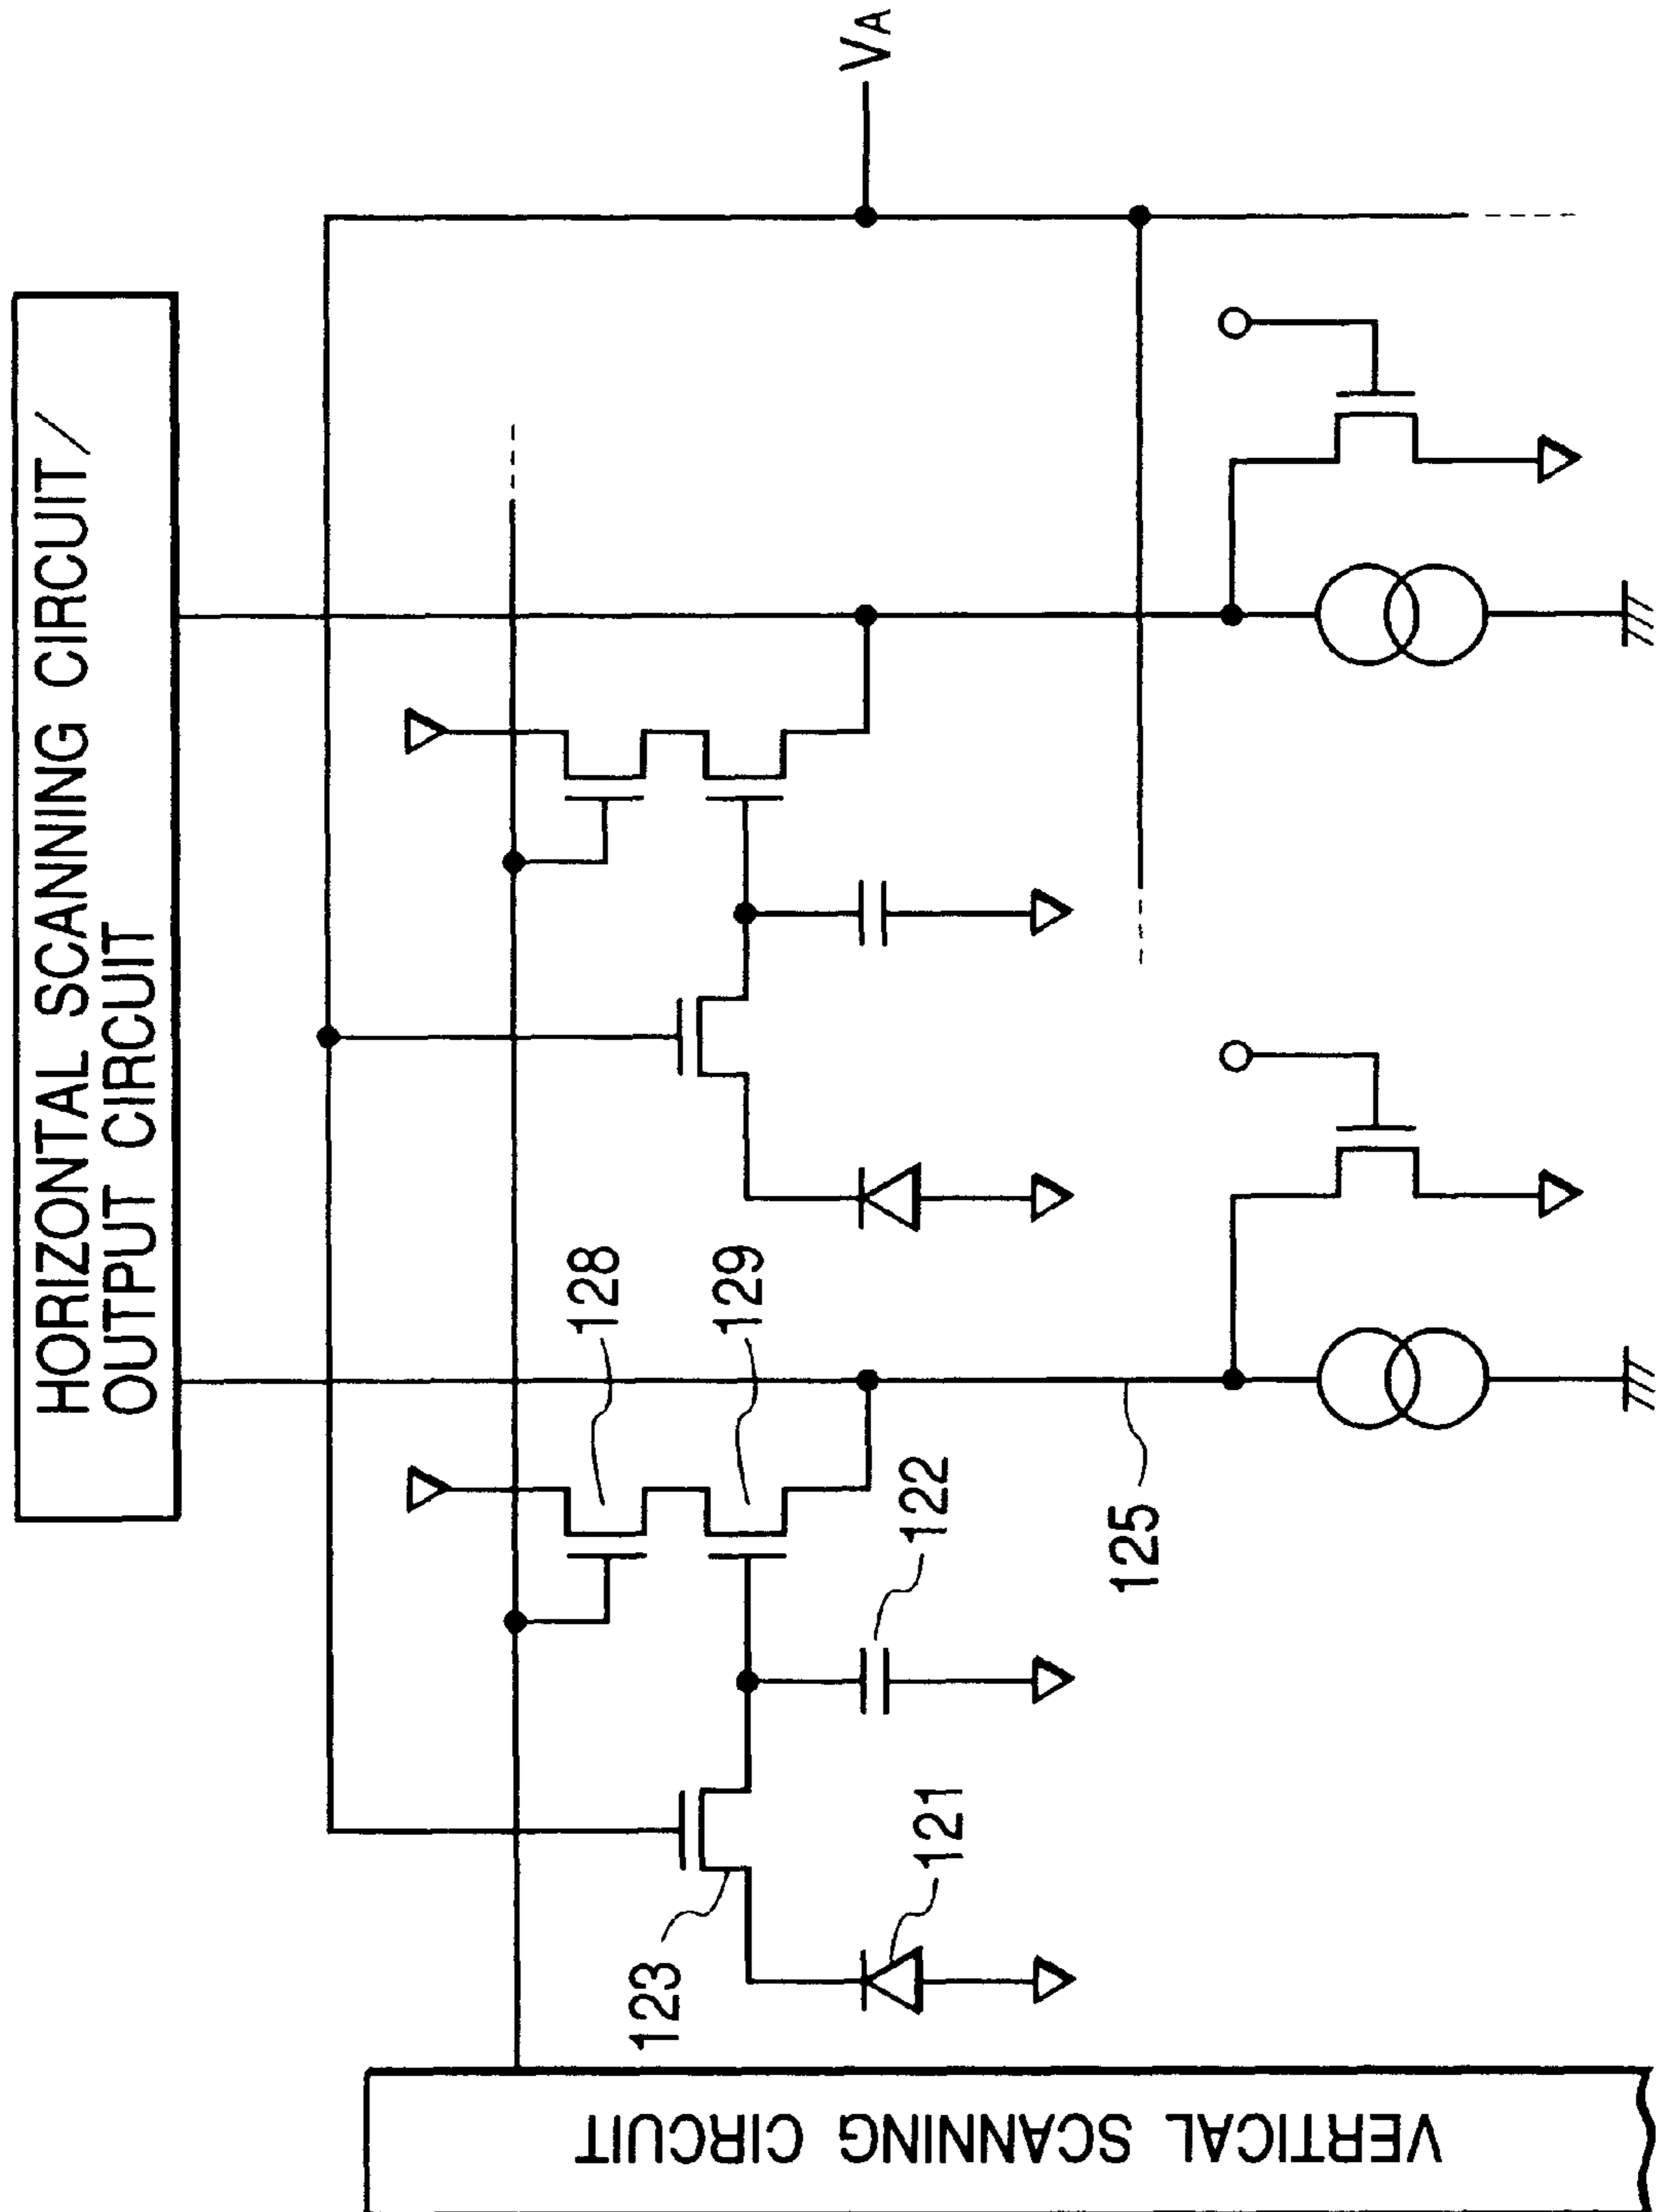 HORIZONTAL SCANNING CIRCUIT/
OUTPUT CIRCUIT
VA
128
129
122
125
123
121
VERTICAL SCANNING CIRCUIT